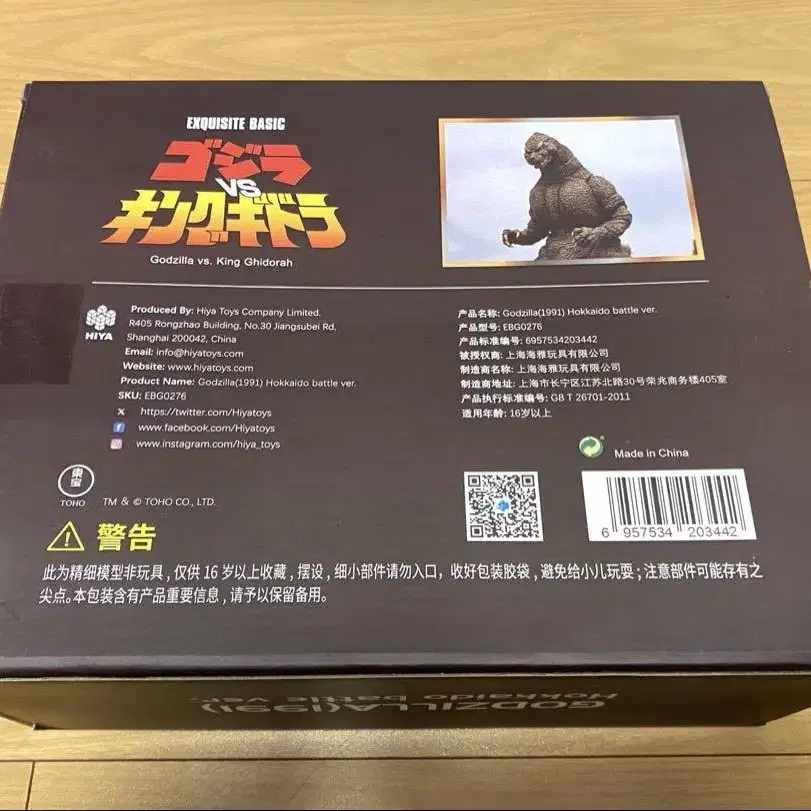 EXQUISITE BASIC
ゴジラ
VS.
キングギドラ
Godzilla vs. King Ghidorah
HIYA
Produced By: Hiya Toys Company Limited.
R405 Rongzhao Building, No.30 Jiangsubei Rd,
Shanghai 200042, China
Email: info@hiyatoys.com
Website: www.hiyatoys.com
Product Name: Godzilla(1991) Hokkaido battle ver.
SKU: EBG0276
https://twitter.com/Hiyatoys
www.facebook.com/Hiyatoys
www.instagram.com/hiya_toys
产品名称: Godzilla(1991) Hokkaido battle ver.
产品型号: EBG0276
产品标准编号: 6957534203442
被授权商: 上海海雅玩具有限公司
制造商名称: 上海海雅玩具有限公司
制造商地址: 上海市长宁区江苏北路30号荣兆商务楼405室
产品执行标准编号: GB T 26701-2011
适用年龄: 16岁以上
Made in China
6 957534 203442
東宝
TOHO
TM & © TOHO CO., LTD.
警告
此为精细模型非玩具,仅供 16 岁以上收藏,摆设,细小部件请勿入口,收好包装胶袋,避免给小儿玩耍;注意部件可能存有之
尖点。本包装含有产品重要信息,请予以保留备用。
GODZILLA(1991)
Hokkaido battle ver.